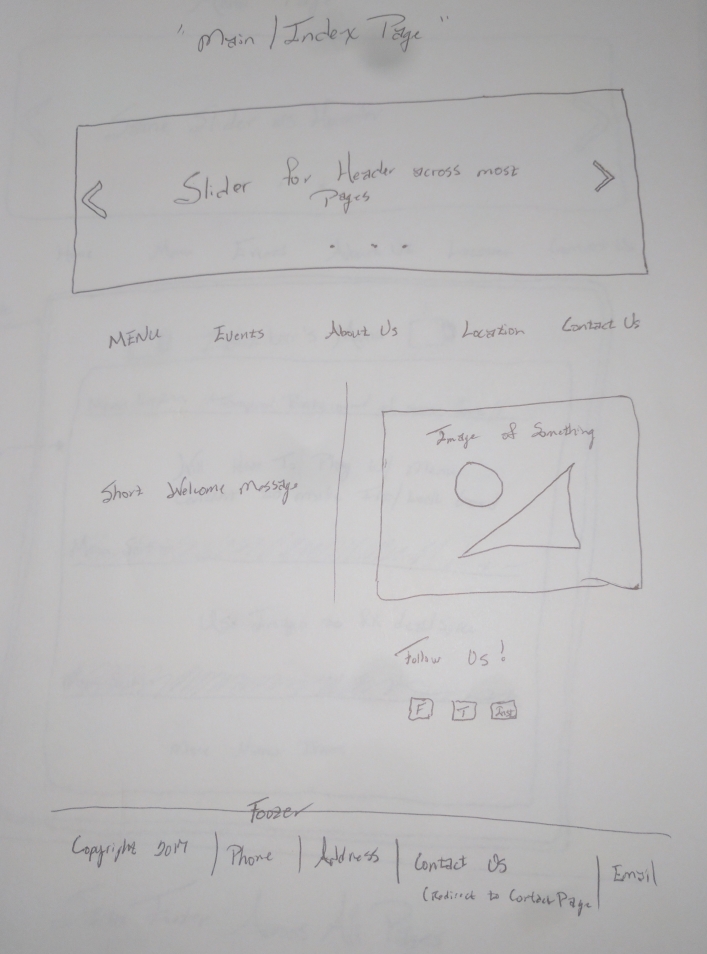 "Main / Index Page"
Slider for Header across most
Pages
MENU Events About Us Location Contact Us
Image of Something
Short Welcome Message
Follow Us!
F T Inst
Footer
Copyright 2017 | Phone | Address | Contact Us | Email
(Redirect to Contact Page